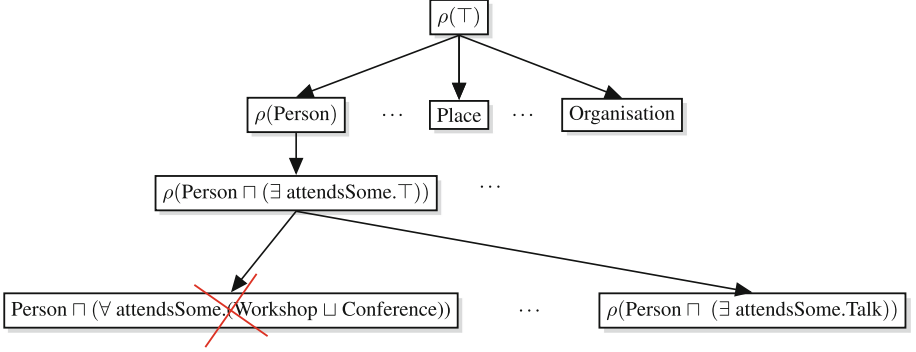 ρ(⊤)
ρ(Person) ... Place ... Organisation
ρ(Person ⊓ (∃ attendsSome.⊤)) ...
Person ⊓ (∀ attendsSome.(Workshop ⊔ Conference)) ... ρ(Person ⊓ (∃ attendsSome.Talk))